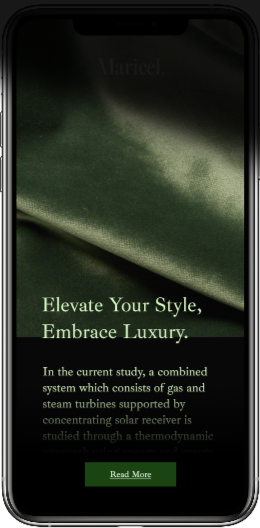 Maricel.
Elevate Your Style,
Embrace Luxury.
In the current study, a combined
system which consists of gas and
steam turbines supported by
concentrating solar receiver is
studied through a thermodynamic
Read More